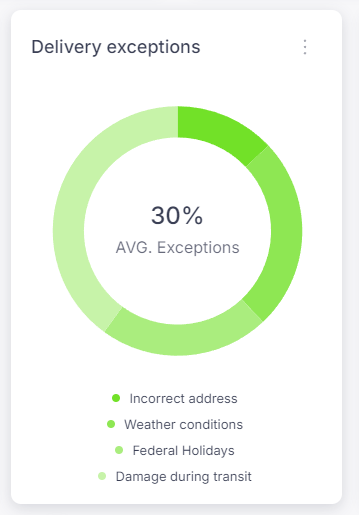 Delivery exceptions
30%
AVG. Exceptions
Incorrect address
Weather conditions
Federal Holidays
Damage during transit